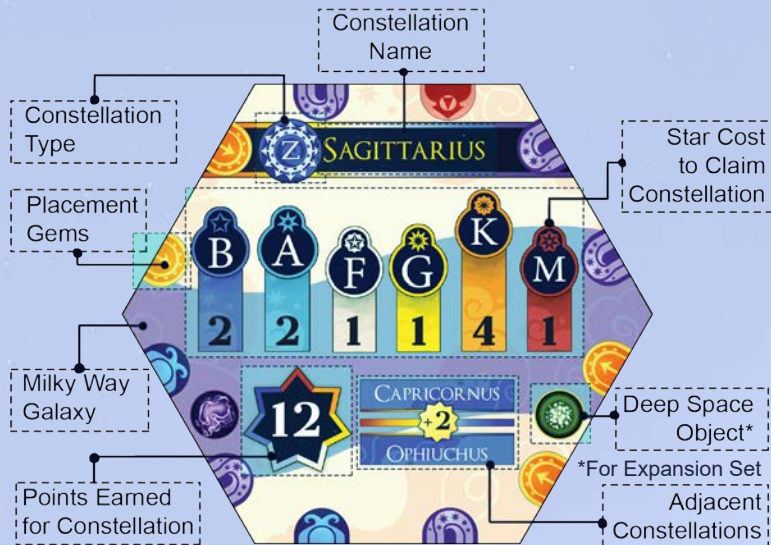 Constellation
Name
Constellation
Type
Z
SAGITTARIUS
Star Cost
to Claim
Constellation
Placement
Gems
B
A
F
G
K
M
2
2
1
1
4
1
Milky Way
Galaxy
12
CAPRICORNUS
+2
OPHIUCHUS
Deep Space
Object*
*For Expansion Set
Points Earned
for Constellation
Adjacent
Constellations